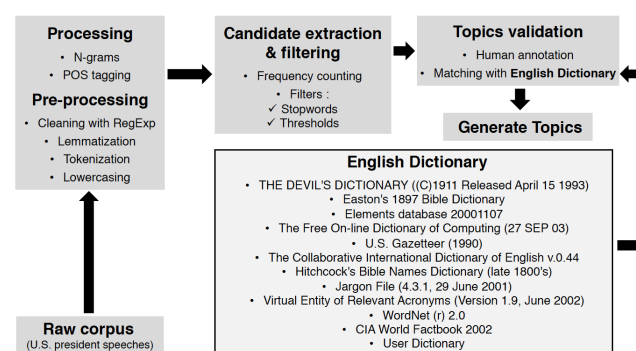 Processing
• N-grams
• POS tagging
Pre-processing
• Cleaning with RegExp
• Lemmatization
• Tokenization
• Lowercasing
Candidate extraction
& filtering
• Frequency counting
• Filters :
✓ Stopwords
✓ Thresholds
Topics validation
• Human annotation
• Matching with English Dictionary
Generate Topics
English Dictionary
• THE DEVIL'S DICTIONARY ((C)1911 Released April 15 1993)
• Easton's 1897 Bible Dictionary
• Elements database 20001107
• The Free On-line Dictionary of Computing (27 SEP 03)
• U.S. Gazetteer (1990)
• The Collaborative International Dictionary of English v.0.44
• Hitchcock's Bible Names Dictionary (late 1800's)
• Jargon File (4.3.1, 29 June 2001)
• Virtual Entity of Relevant Acronyms (Version 1.9, June 2002)
• WordNet (r) 2.0
• CIA World Factbook 2002
• User Dictionary
Raw corpus
(U.S. president speeches)